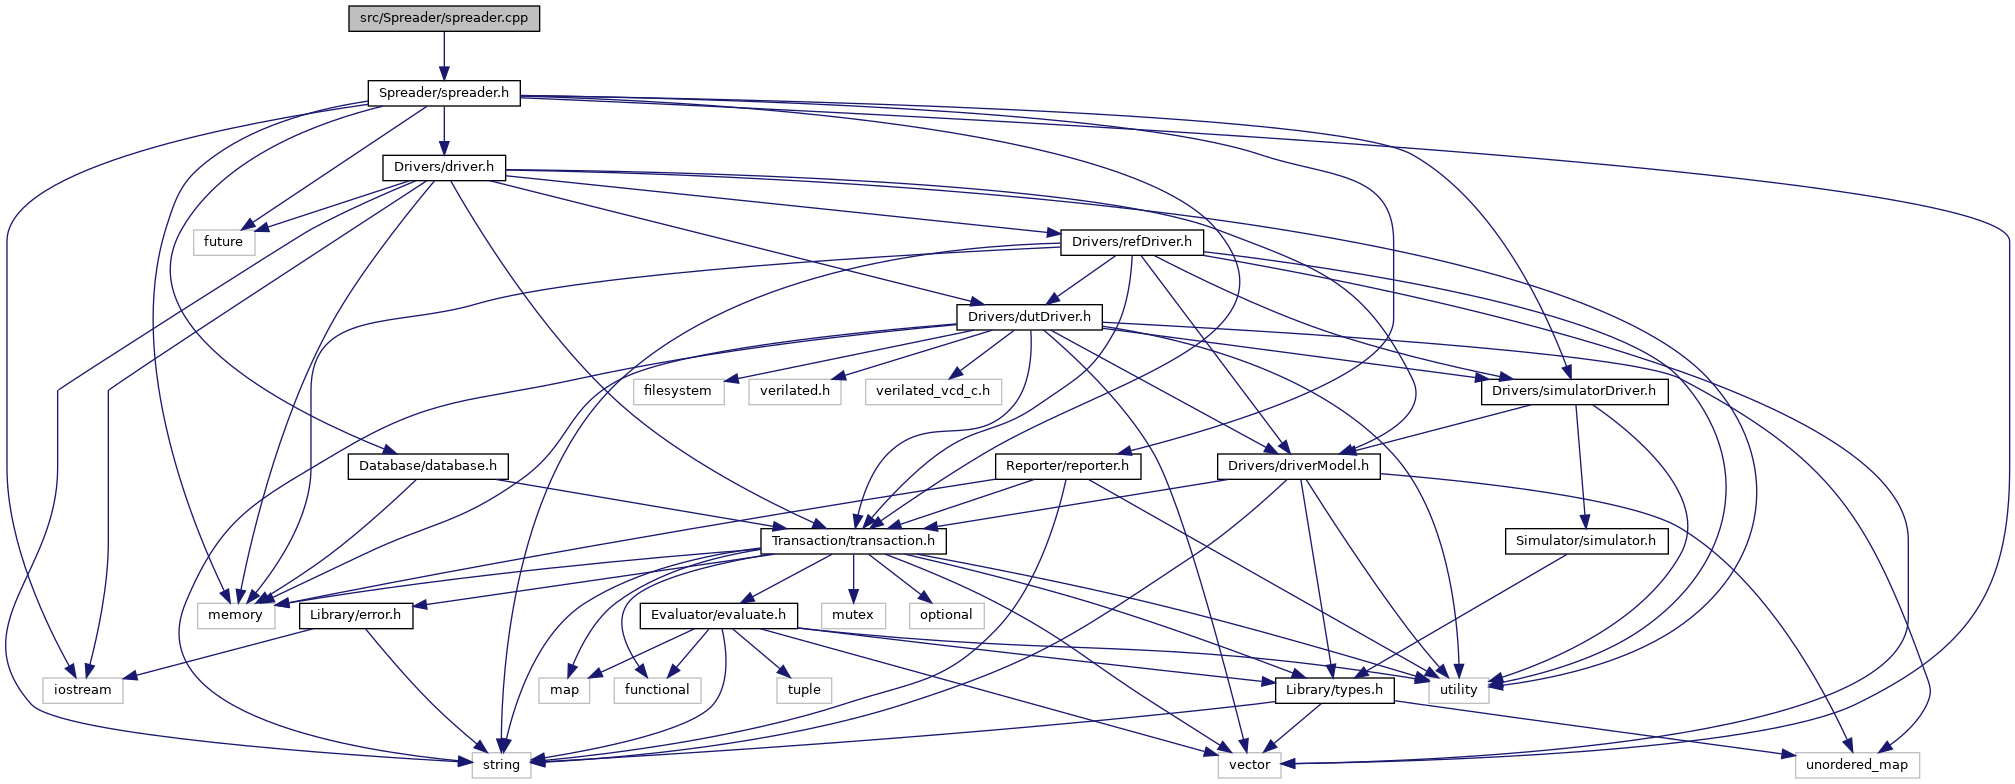 src/Spreader/spreader.cpp
Spreader/spreader.h
Drivers/driver.h
future
Drivers/refDriver.h
Drivers/dutDriver.h
filesystem
verilated.h
verilated_vcd_c.h
Drivers/simulatorDriver.h
Database/database.h
Reporter/reporter.h
Drivers/driverModel.h
Transaction/transaction.h
Simulator/simulator.h
memory
Library/error.h
Evaluator/evaluate.h
mutex
optional
iostream
map
functional
tuple
Library/types.h
utility
string
vector
unordered_map